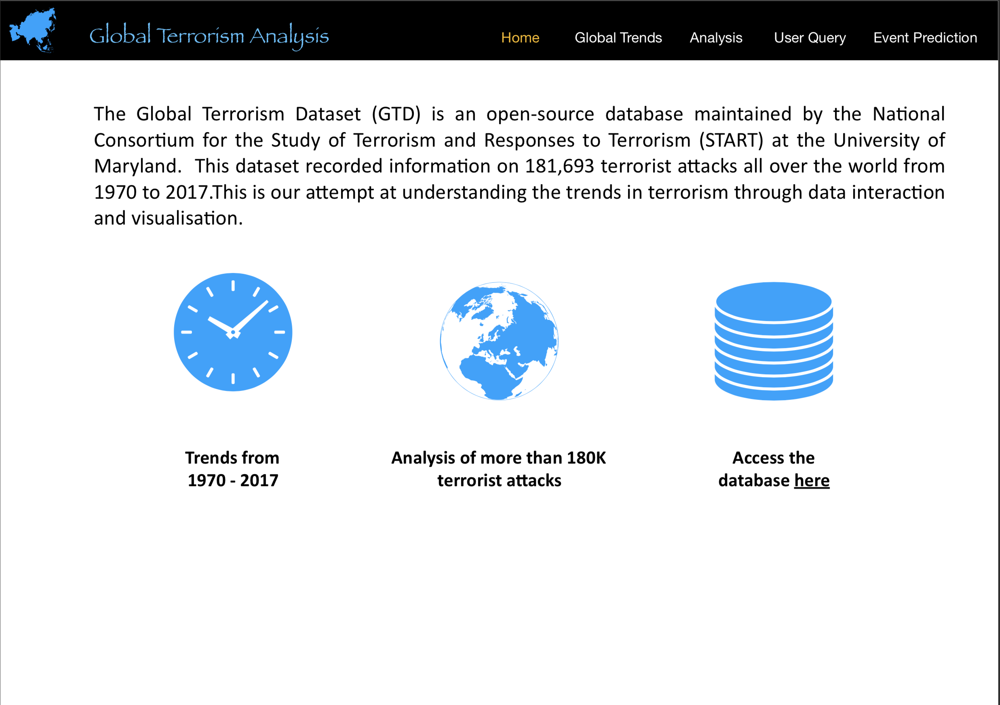 Global Terrorism Analysis
Home Global Trends Analysis User Query Event Prediction
The Global Terrorism Dataset (GTD) is an open-source database maintained by the National
Consortium for the Study of Terrorism and Responses to Terrorism (START) at the University of
Maryland.  This dataset recorded information on 181,693 terrorist attacks all over the world from
1970 to 2017.This is our attempt at understanding the trends in terrorism through data interaction
and visualisation.
Trends from
1970 - 2017
Analysis of more than 180K
terrorist attacks
Access the
database here